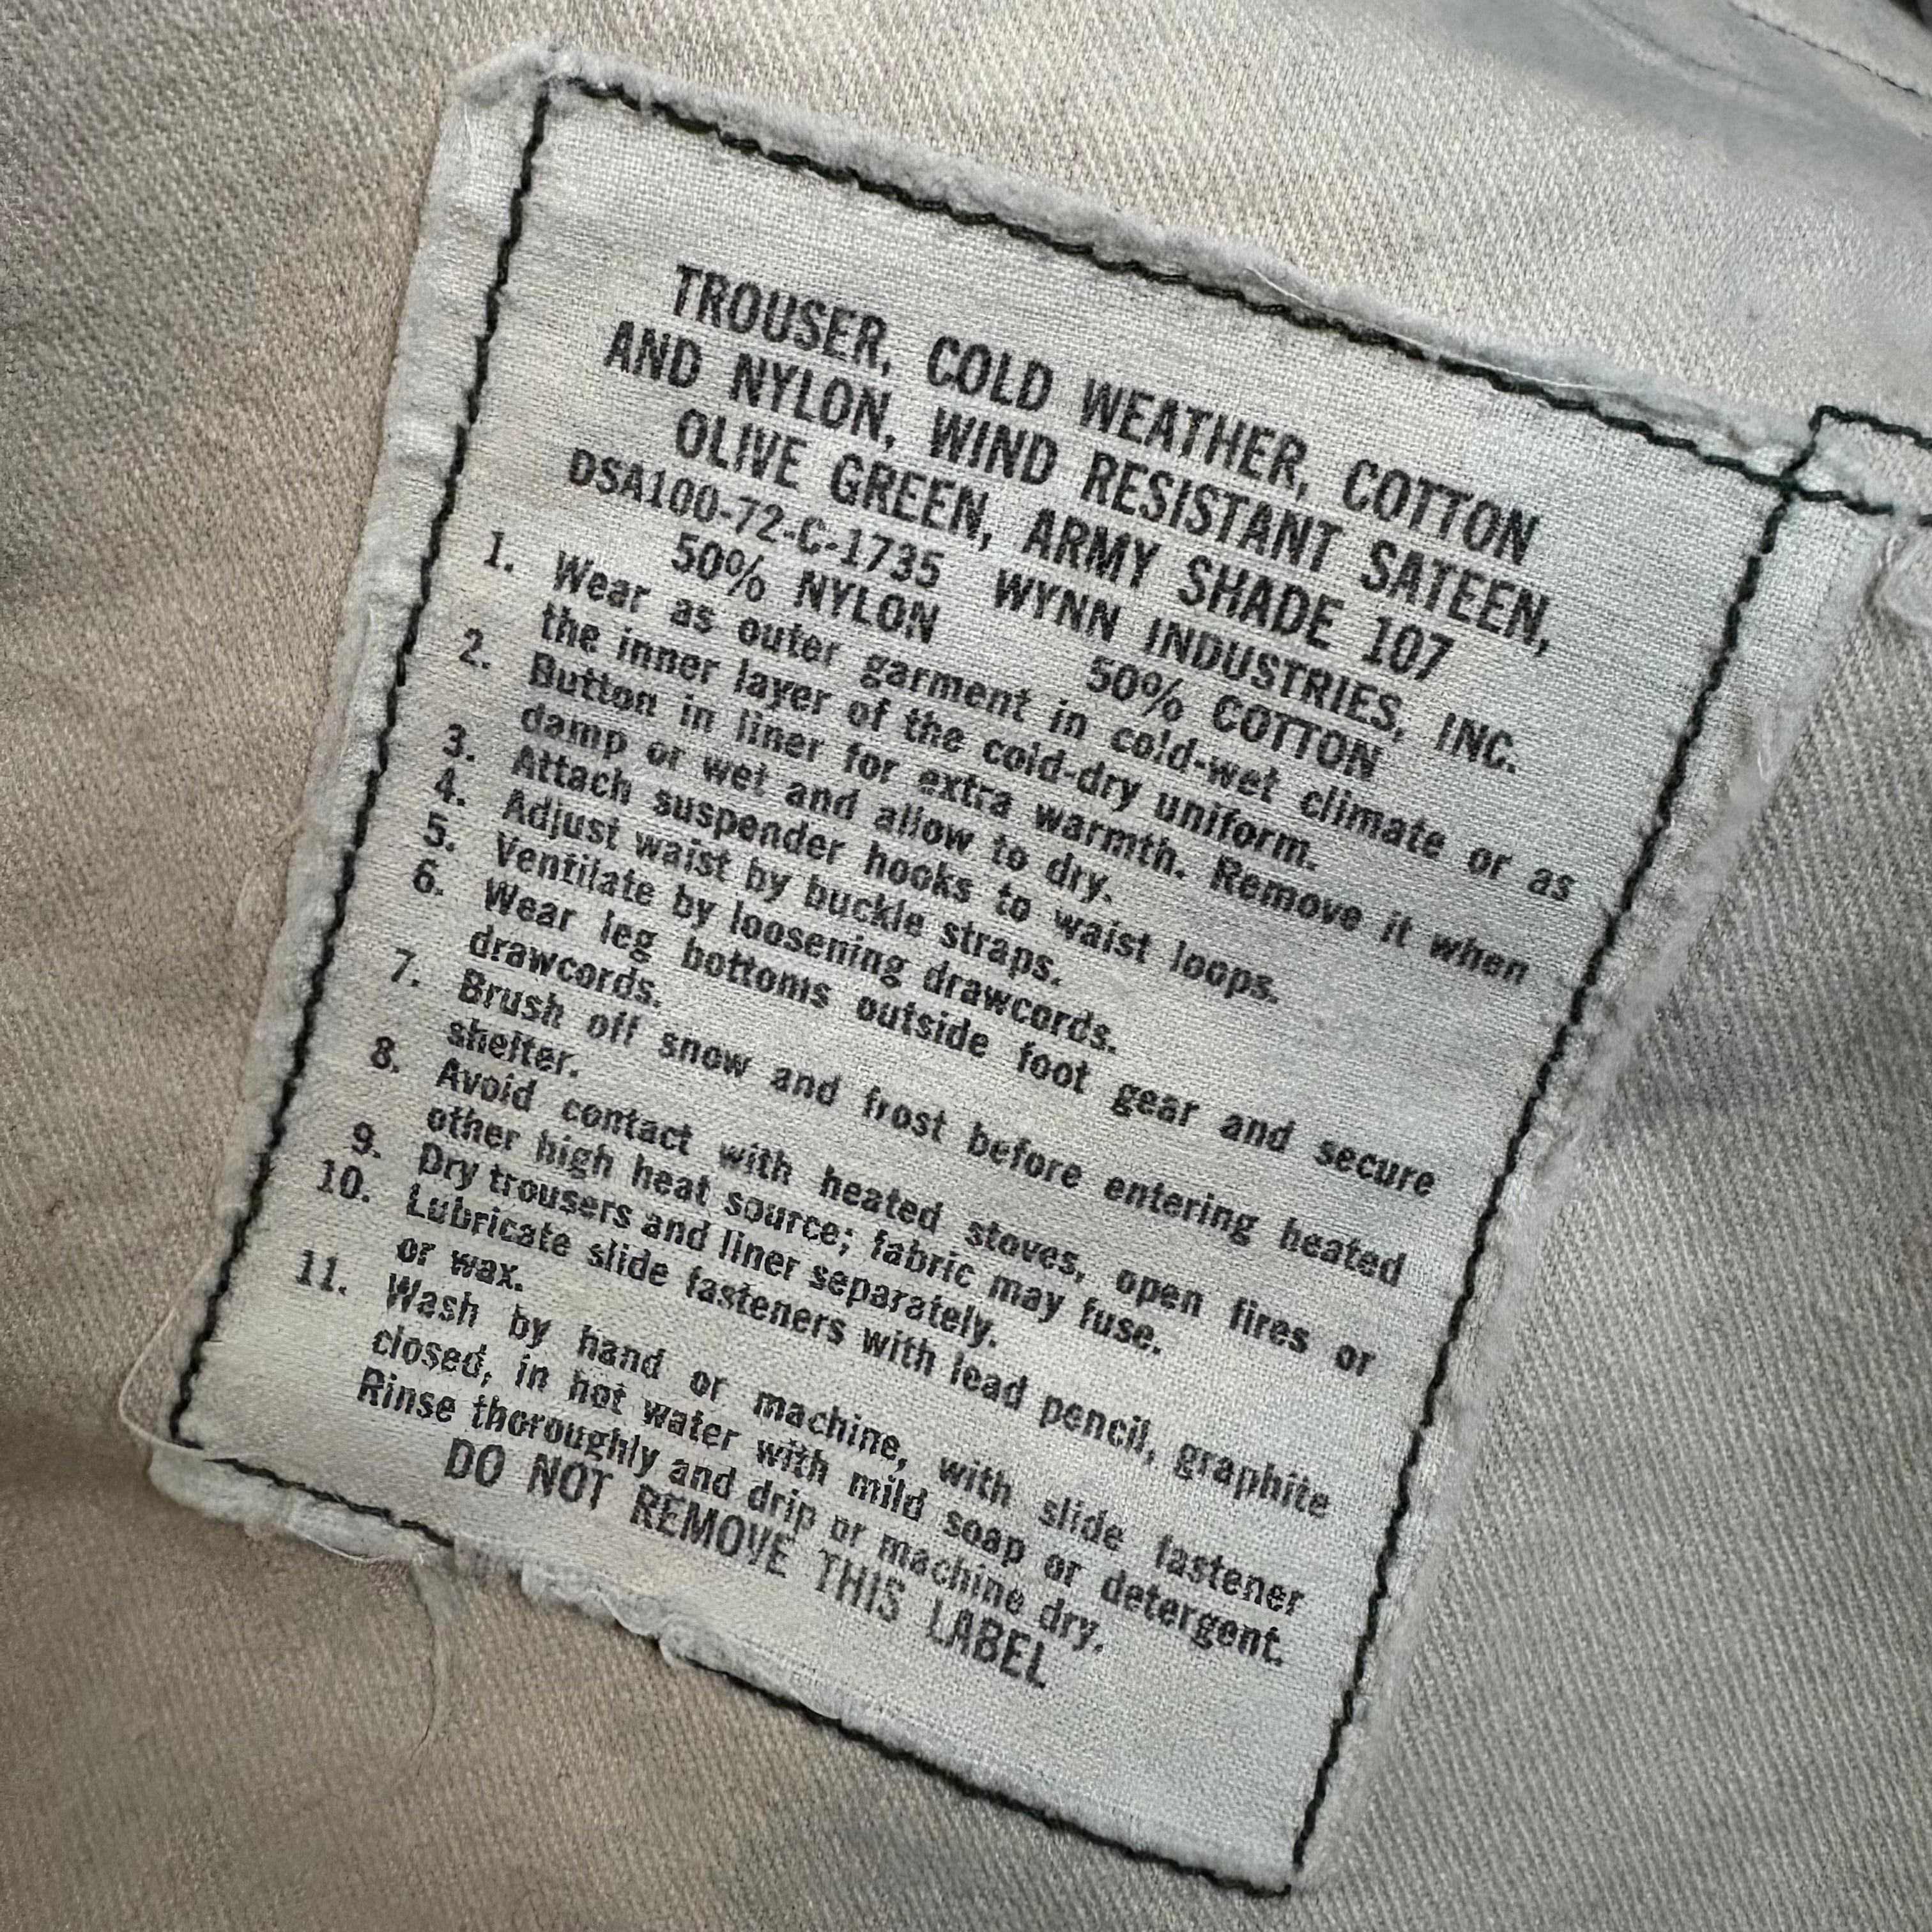 TROUSER, COLD WEATHER, COTTON
AND NYLON, WIND RESISTANT SATEEN,
OLIVE GREEN, ARMY SHADE 107
DSA100-72-C-1735 WYNN INDUSTRIES, INC.
50% NYLON 50% COTTON
1. Wear as outer garment in cold-wet climate or as
the inner layer of the cold-dry uniform.
2. Button in liner for extra warmth. Remove it when
damp or wet and allow to dry.
3. Attach suspender hooks to waist loops.
4. Adjust waist by buckle straps.
5. Ventilate by loosening drawcords.
6. Wear leg bottoms outside foot gear and secure
drawcords.
7. Brush off snow and frost before entering heated
shelter.
8. Avoid contact with heated stoves, open fires or
other high heat source; fabric may fuse.
9. Dry trousers and liner separately.
10. Lubricate slide fasteners with lead pencil, graphite
or wax.
11. Wash by hand or machine, with slide fastener
closed, in hot water with mild soap or detergent.
Rinse thoroughly and drip or machine dry.
DO NOT REMOVE THIS LABEL